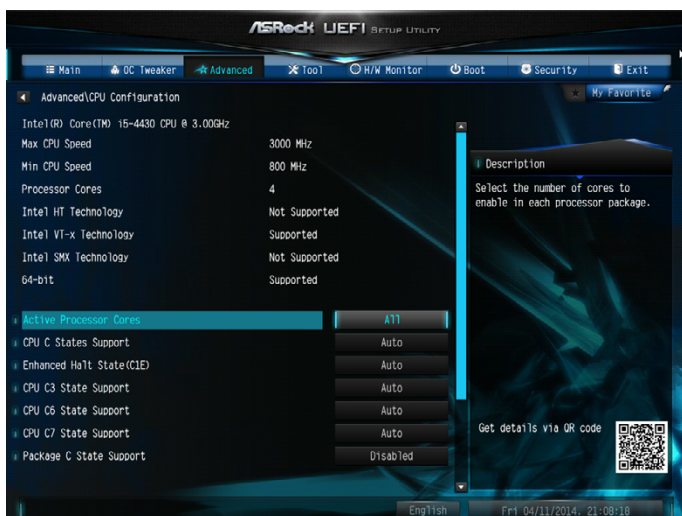 ASRock UEFI SETUP UTILITY
Main OC Tweaker Advanced Tool H/W Monitor Boot Security Exit
Advanced\CPU Configuration
My Favorite
Intel(R) Core(TM) i5-4430 CPU @ 3.00GHz
Max CPU Speed 3000 MHz
Min CPU Speed 800 MHz
Processor Cores 4
Intel HT Technology Not Supported
Intel VT-x Technology Supported
Intel SMX Technology Not Supported
64-bit Supported
Active Processor Cores All
CPU C States Support Auto
Enhanced Halt State(C1E) Auto
CPU C3 State Support Auto
CPU C6 State Support Auto
CPU C7 State Support Auto
Package C State Support Disabled
Description
Select the number of cores to
enable in each processor package.
Get details via QR code
English Fri 04/11/2014, 21:08:18